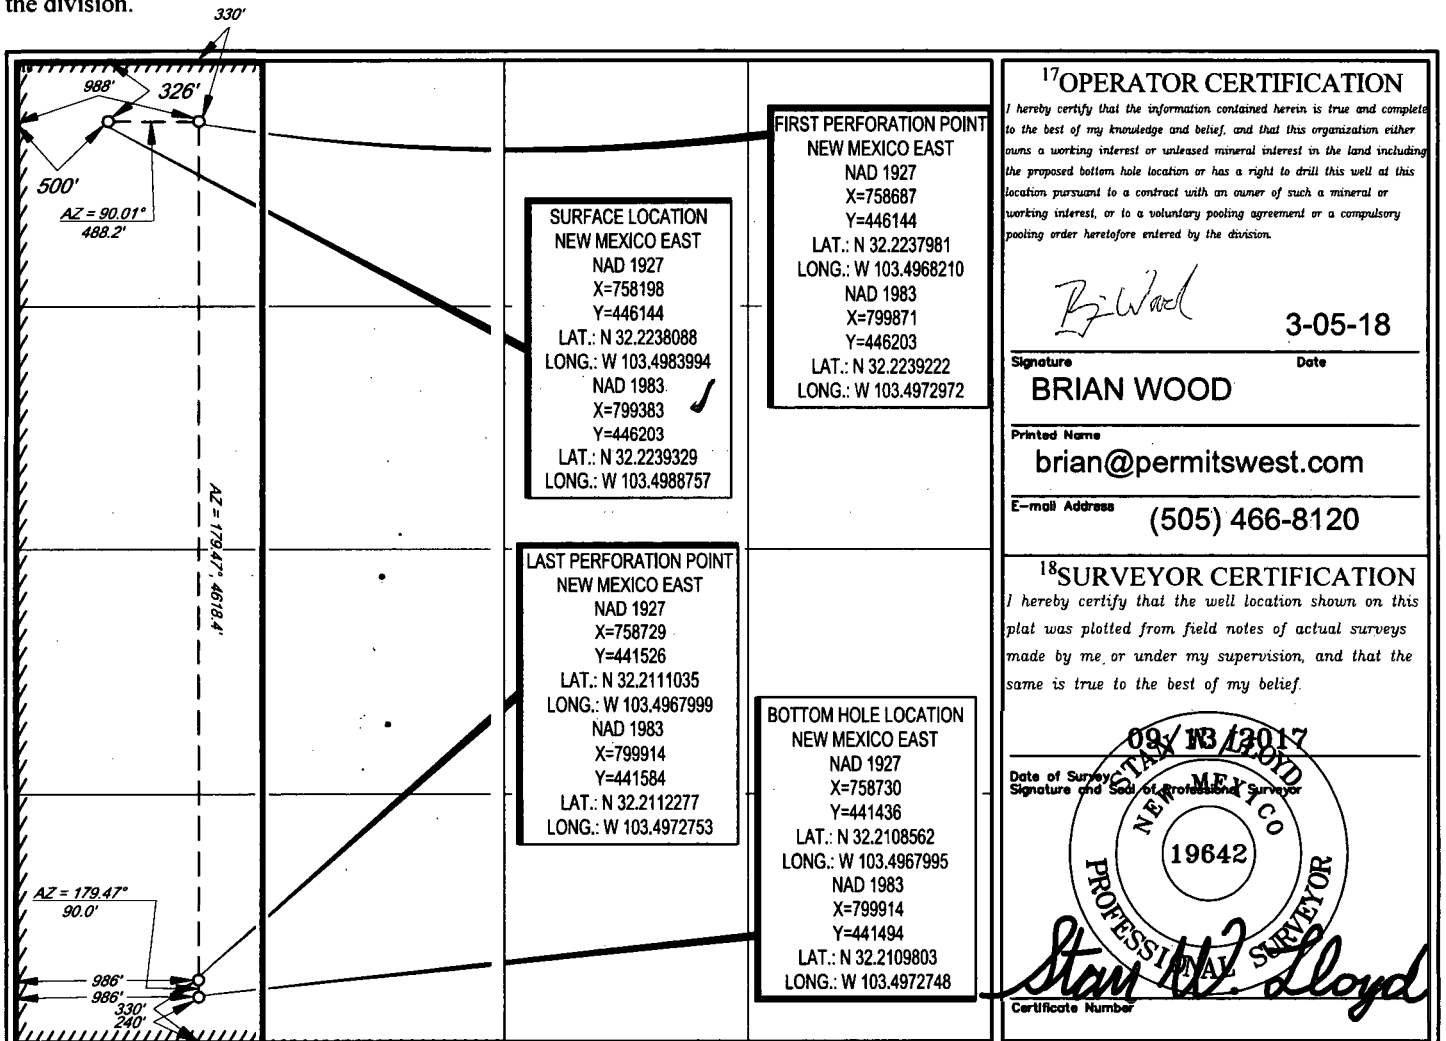 the division.
330'
988'
326'
500'
AZ = 90.01°
488.2'
AZ = 179.47°, 4618.4'
AZ = 179.47°
90.0'
986'
986'
330'
240'
SURFACE LOCATION
NEW MEXICO EAST
NAD 1927
X=758198
Y=446144
LAT.: N 32.2238088
LONG.: W 103.4983994
NAD 1983
X=799383
Y=446203
LAT.: N 32.2239329
LONG.: W 103.4988757
FIRST PERFORATION POINT
NEW MEXICO EAST
NAD 1927
X=758687
Y=446144
LAT.: N 32.2237981
LONG.: W 103.4968210
NAD 1983
X=799871
Y=446203
LAT.: N 32.2239222
LONG.: W 103.4972972
LAST PERFORATION POINT
NEW MEXICO EAST
NAD 1927
X=758729
Y=441526
LAT.: N 32.2111035
LONG.: W 103.4967999
NAD 1983
X=799914
Y=441584
LAT.: N 32.2112277
LONG.: W 103.4972753
BOTTOM HOLE LOCATION
NEW MEXICO EAST
NAD 1927
X=758730
Y=441436
LAT.: N 32.2108562
LONG.: W 103.4967995
NAD 1983
X=799914
Y=441494
LAT.: N 32.2109803
LONG.: W 103.4972748
17OPERATOR CERTIFICATION
I hereby certify that the information contained herein is true and complete
to the best of my knowledge and belief, and that this organization either
owns a working interest or unleased mineral interest in the land including
the proposed bottom hole location or has a right to drill this well at this
location pursuant to a contract with an owner of such a mineral or
working interest, or to a voluntary pooling agreement or a compulsory
pooling order heretofore entered by the division.
3-05-18
Signature Date
BRIAN WOOD
Printed Name
brian@permitswest.com
E-mail Address
(505) 466-8120
18SURVEYOR CERTIFICATION
I hereby certify that the well location shown on this
plat was plotted from field notes of actual surveys
made by me or under my supervision, and that the
same is true to the best of my belief.
09/13/2017
Date of Survey
Signature and Seal of Professional Surveyor
STAN W. LLOYD
NEW MEXICO
19642
PROFESSIONAL SURVEYOR
Stan W. Lloyd
Certificate Number